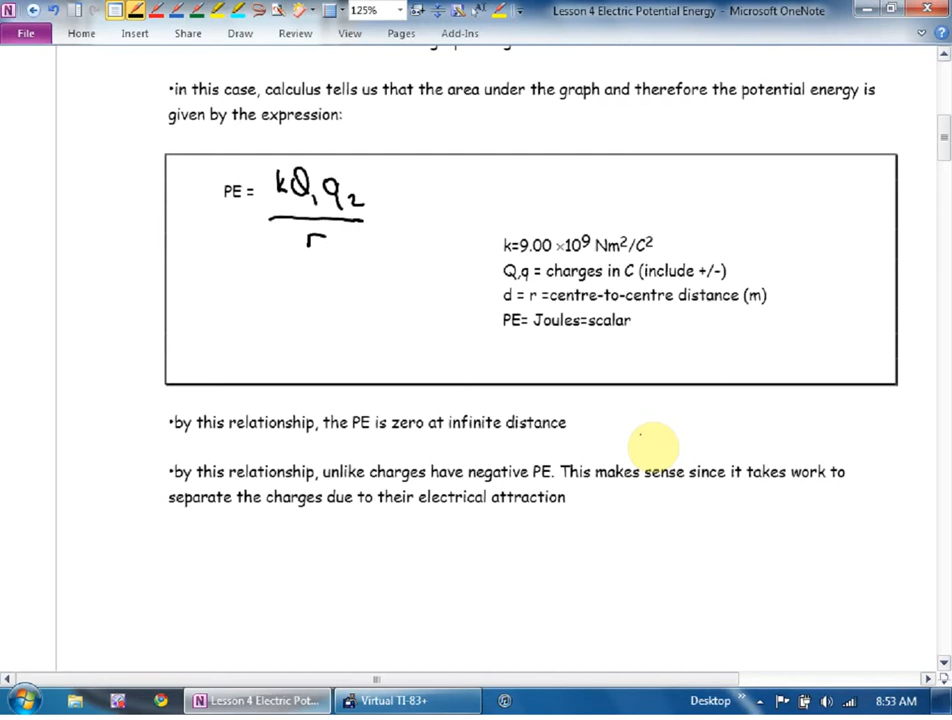 125%
Lesson 4 Electric Potential Energy - Microsoft OneNote
File Home Insert Share Draw Review Pages View Add-Ins
•in this case, calculus tells us that the area under the graph and therefore the potential energy is
given by the expression:
PE = kQ₁q₂
r
k=9.00 ×10⁹ Nm²/C²
Q,q = charges in C (include +/-)
d = r =centre-to-centre distance (m)
PE= Joules=scalar
•by this relationship, the PE is zero at infinite distance
•by this relationship, unlike charges have negative PE. This makes sense since it takes work to
separate the charges due to their electrical attraction
Lesson 4 Electric Pot... Virtual TI-83+ Desktop » 8:53 AM